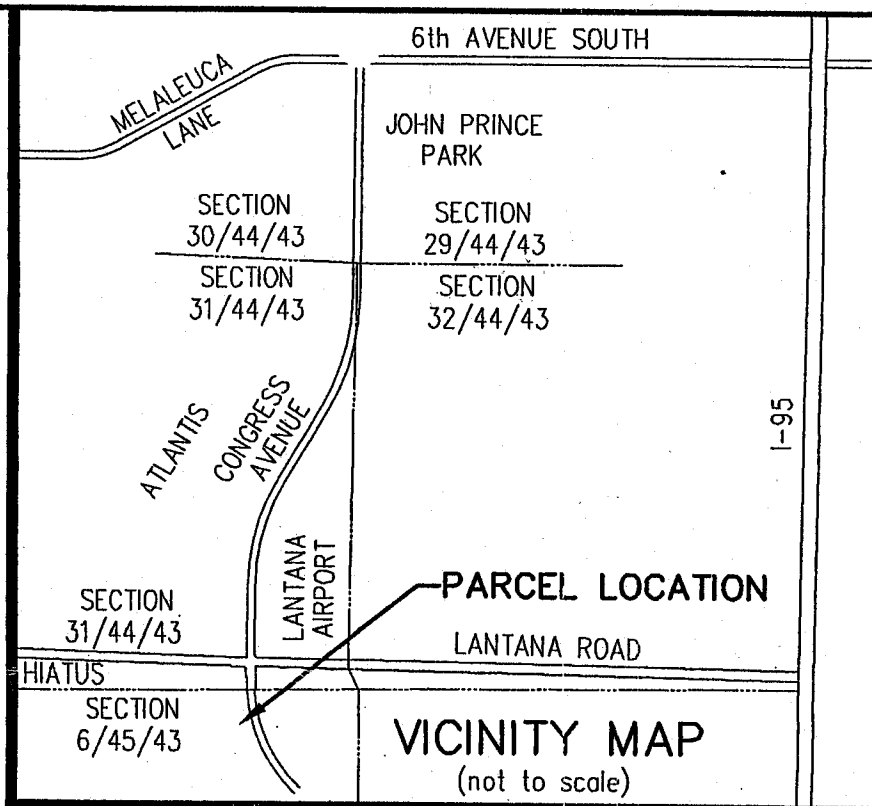 6th AVENUE SOUTH
MELALEUCA
LANE
JOHN PRINCE
PARK
SECTION
30/44/43
SECTION
29/44/43
SECTION
31/44/43
SECTION
32/44/43
ATLANTIS
CONGRESS
AVENUE
I-95
LANTANA
AIRPORT
PARCEL LOCATION
SECTION
31/44/43
LANTANA ROAD
HIATUS
SECTION
6/45/43
VICINITY MAP
(not to scale)